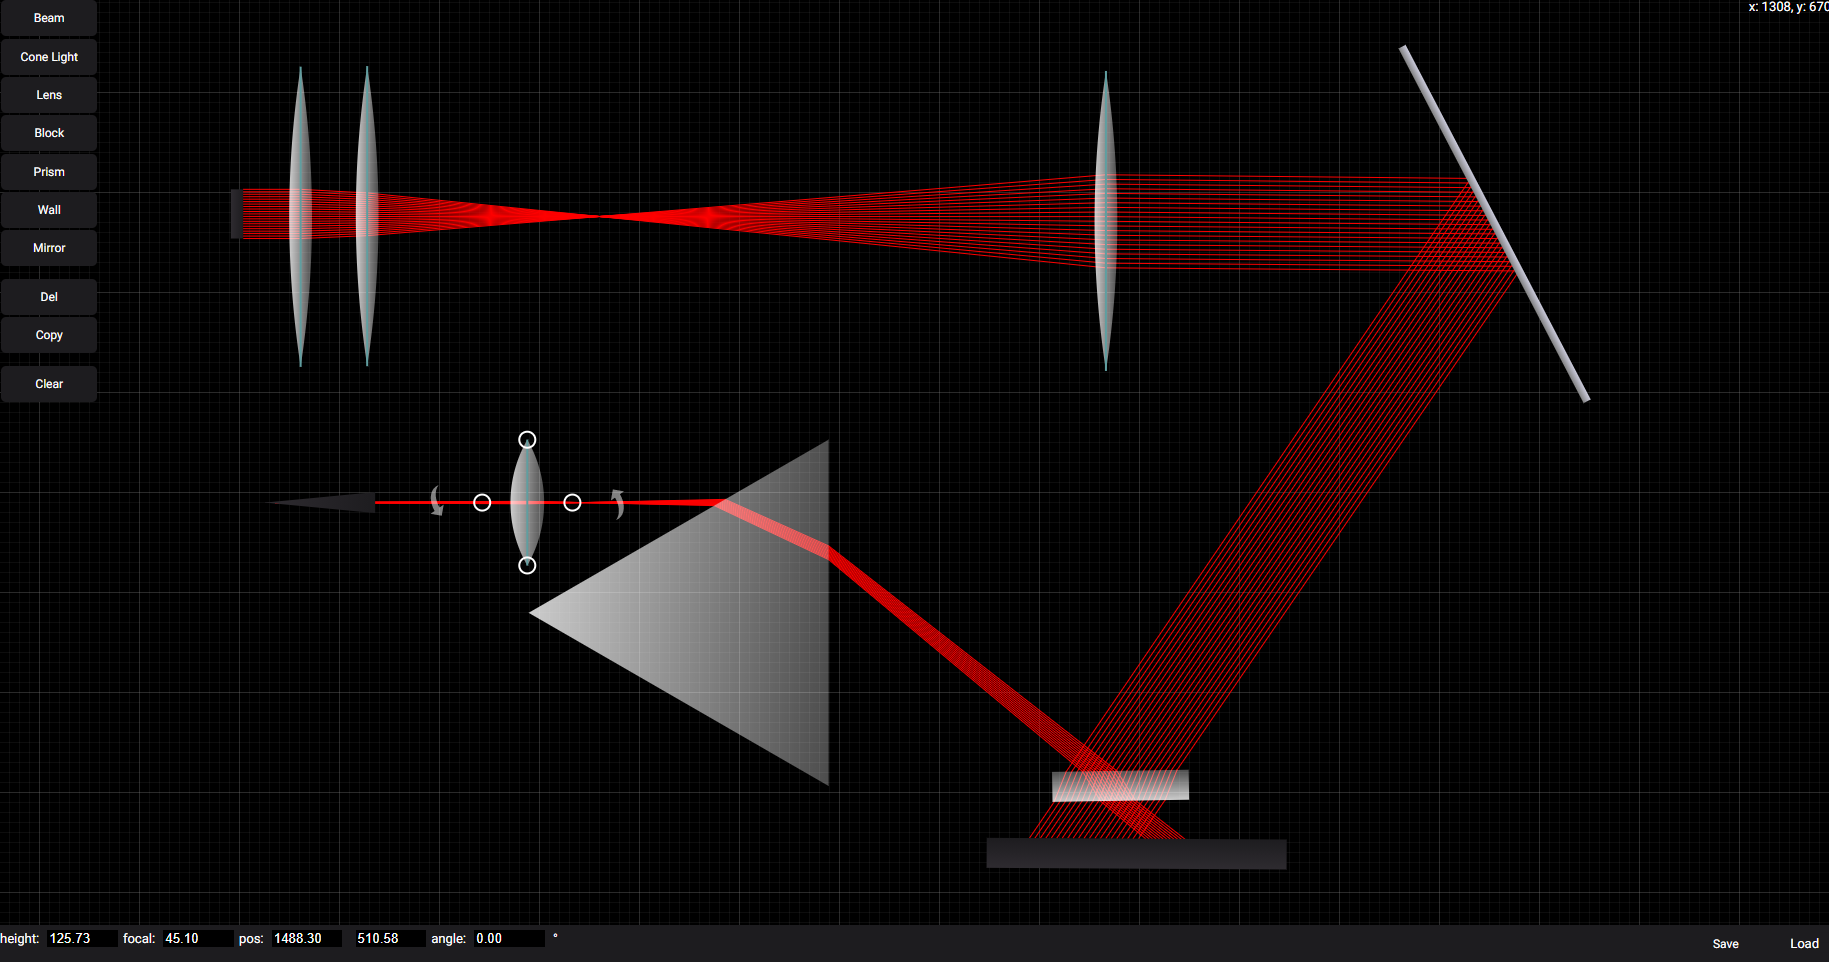 Beam
x: 1308, y: 670
Cone Light
Lens
Block
Prism
Wall
Mirror
Del
Copy
Clear
height: 125.73 focal: 45.10 pos: 1488.30 510.58 angle: 0.00 °
Save Load